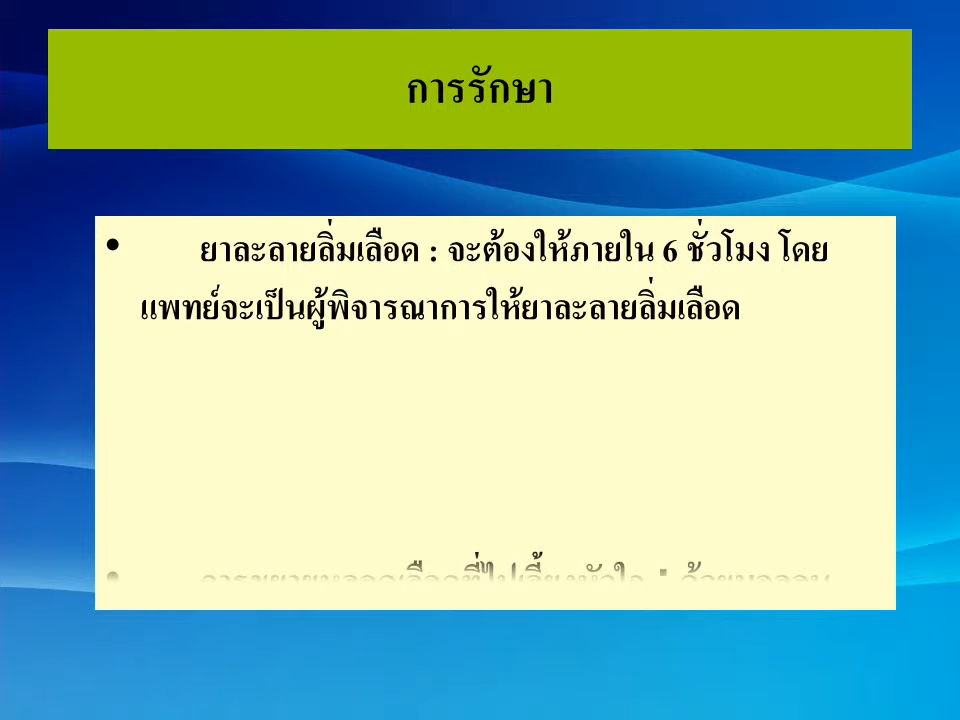 การรักษา
• ยาละลายลิ่มเลือด : จะต้องให้ภายใน 6 ชั่วโมง โดย
แพทย์จะเป็นผู้พิจารณาการให้ยาละลายลิ่มเลือด
• การขยายหลอดเลือดที่ไปเลี้ยงหัวใจ : ด้วยบอลลูน